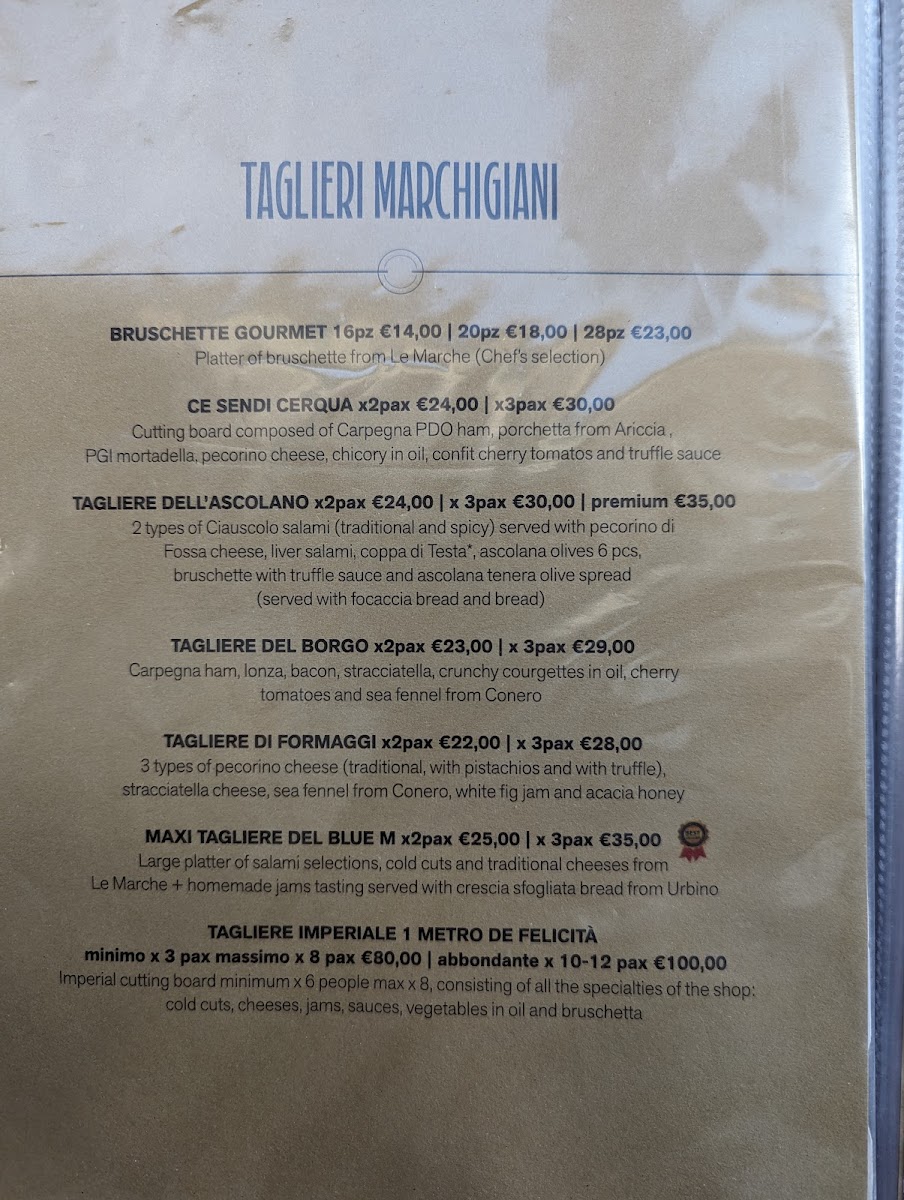 TAGLIERI MARCHIGIANI
BRUSCHETTE GOURMET 16pz €14,00 | 20pz €18,00 | 28pz €23,00
Platter of bruschette from Le Marche (Chef's selection)
CE SENDI CERQUA x2pax €24,00 | x3pax €30,00
Cutting board composed of Carpegna PDO ham, porchetta from Ariccia ,
PGI mortadella, pecorino cheese, chicory in oil, confit cherry tomatos and truffle sauce
TAGLIERE DELL'ASCOLANO x2pax €24,00 | x 3pax €30,00 | premium €35,00
2 types of Ciauscolo salami (traditional and spicy) served with pecorino di
Fossa cheese, liver salami, coppa di Testa*, ascolana olives 6 pcs,
bruschette with truffle sauce and ascolana tenera olive spread
(served with focaccia bread and bread)
TAGLIERE DEL BORGO x2pax €23,00 | x 3pax €29,00
Carpegna ham, lonza, bacon, stracciatella, crunchy courgettes in oil, cherry
tomatoes and sea fennel from Conero
TAGLIERE DI FORMAGGI x2pax €22,00 | x 3pax €28,00
3 types of pecorino cheese (traditional, with pistachios and with truffle),
stracciatella cheese, sea fennel from Conero, white fig jam and acacia honey
MAXI TAGLIERE DEL BLUE M x2pax €25,00 | x 3pax €35,00
BEST
Large platter of salami selections, cold cuts and traditional cheeses from
Le Marche + homemade jams tasting served with crescia sfogliata bread from Urbino
TAGLIERE IMPERIALE 1 METRO DE FELICITÀ
minimo x 3 pax massimo x 8 pax €80,00 | abbondante x 10-12 pax €100,00
Imperial cutting board minimum x 6 people max x 8, consisting of all the specialties of the shop:
cold cuts, cheeses, jams, sauces, vegetables in oil and bruschetta